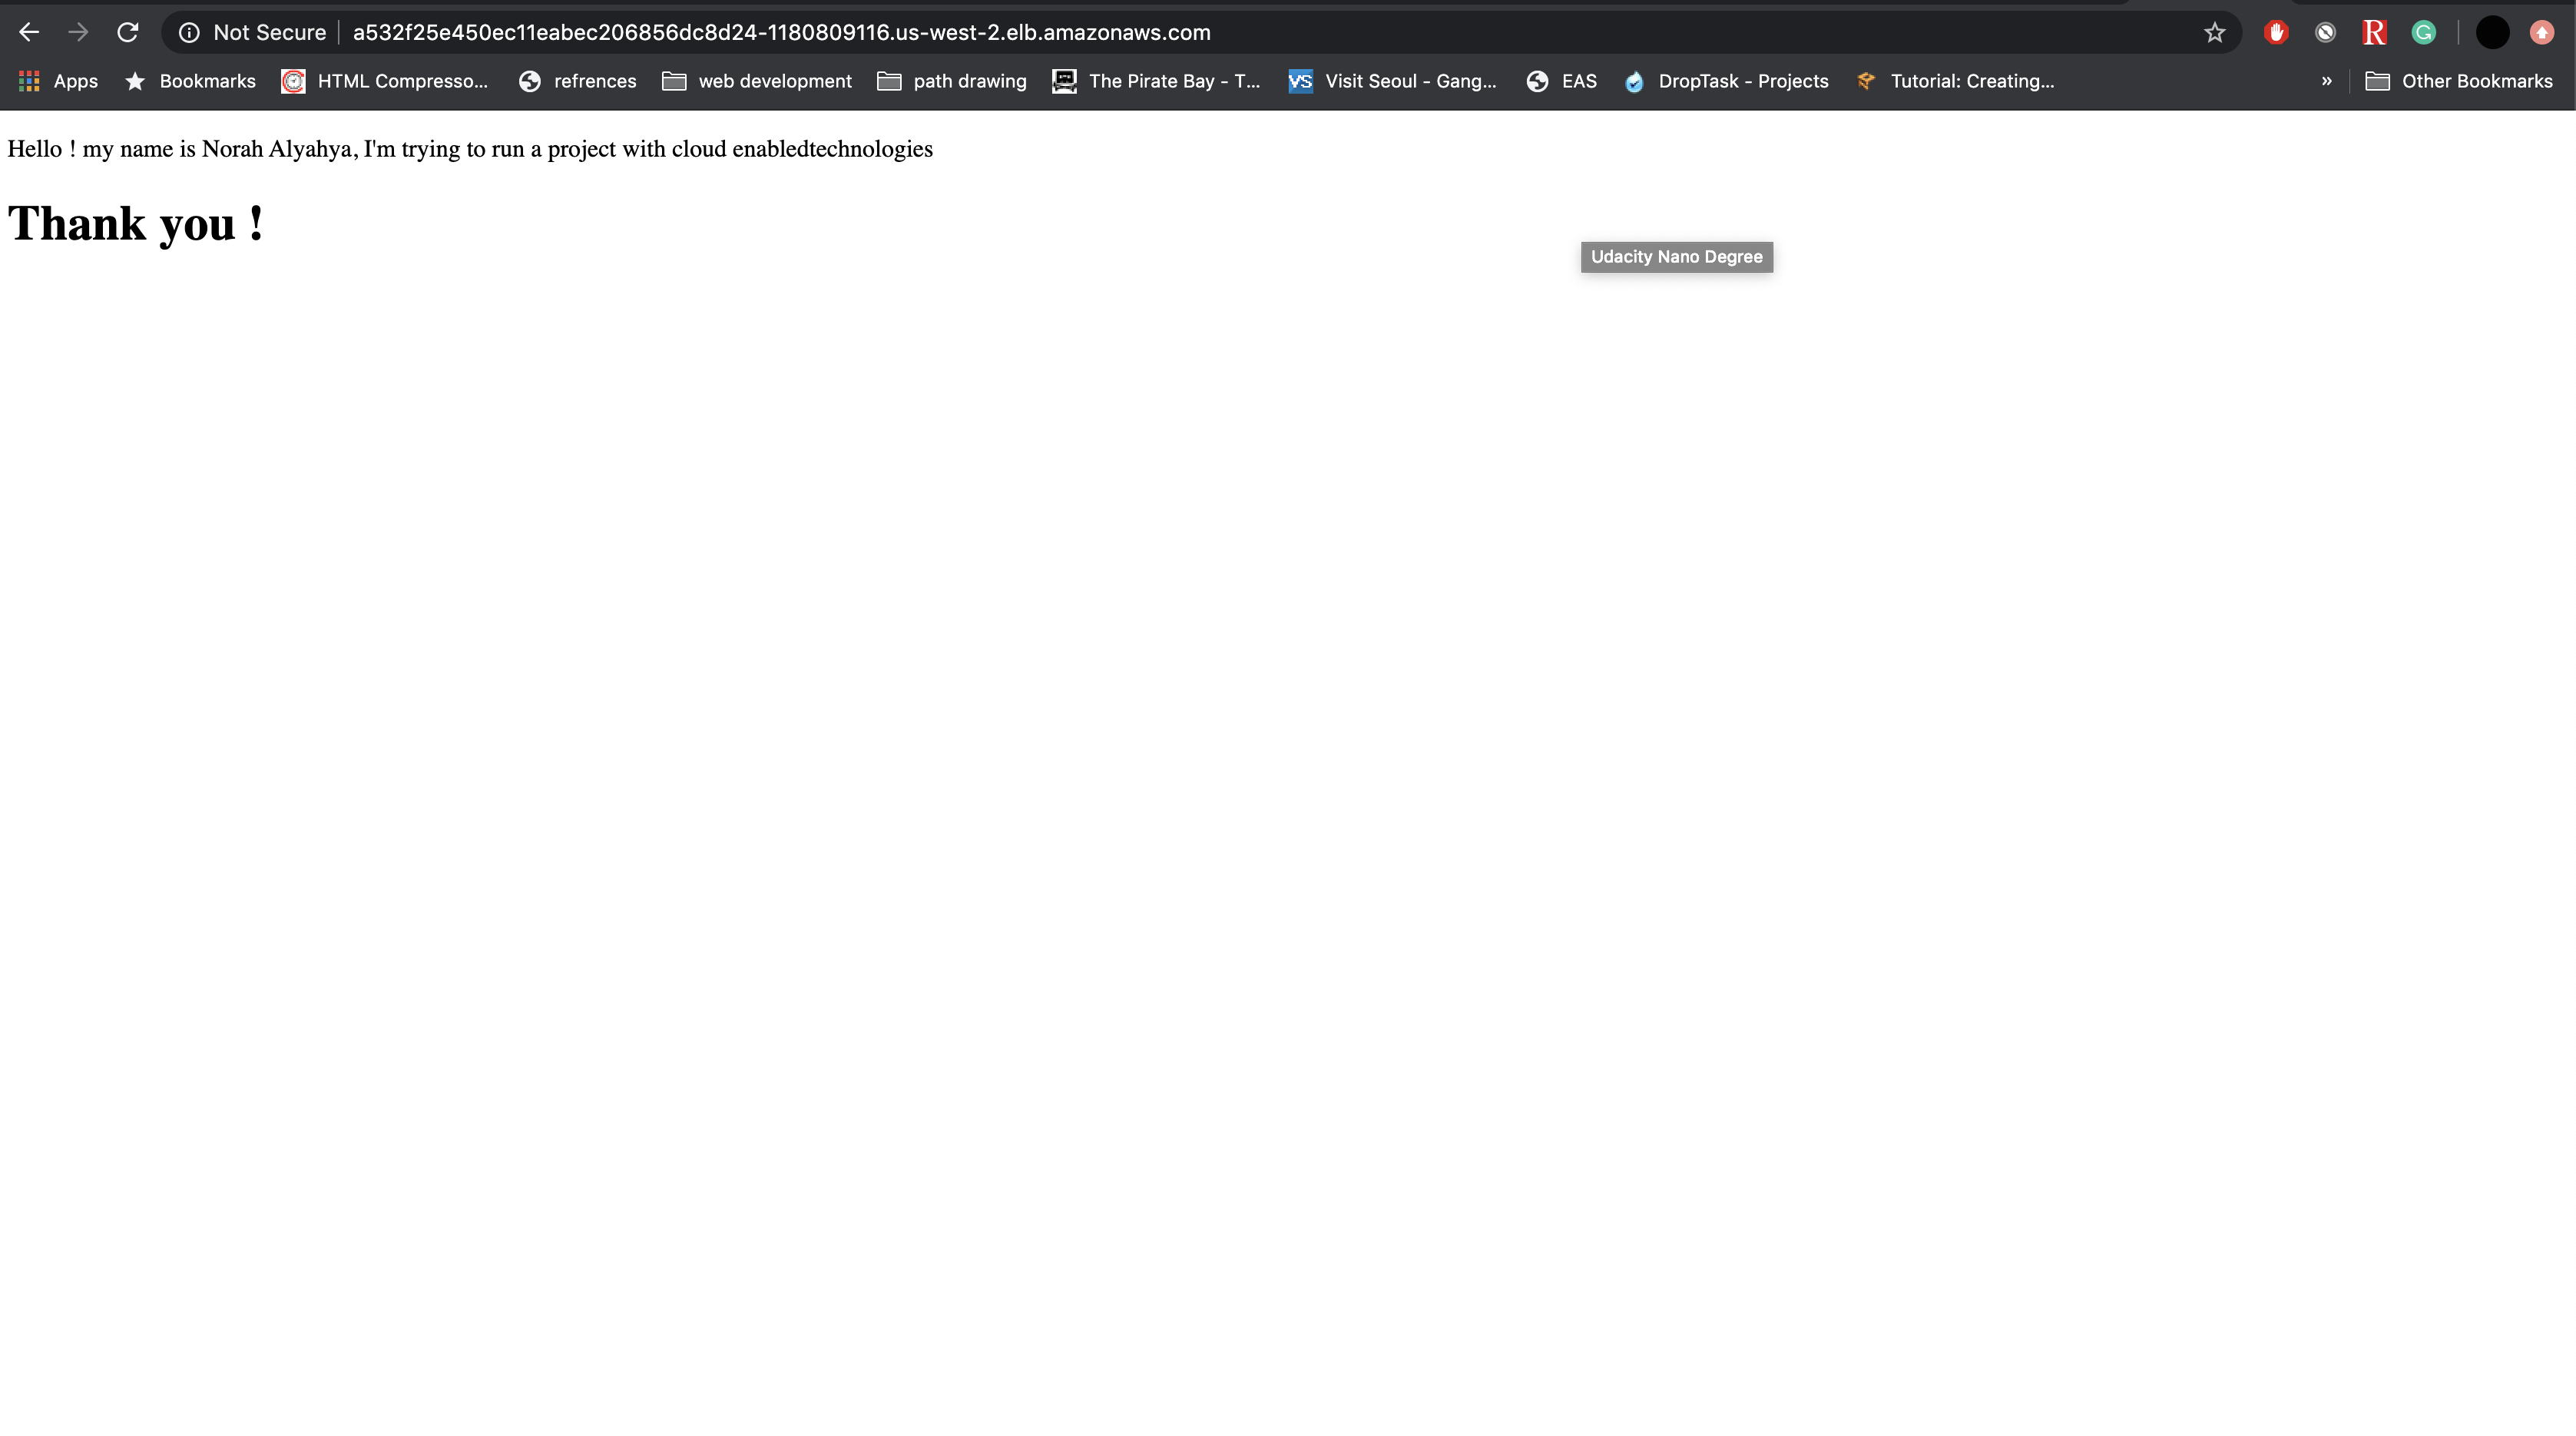 Not Secure a532f25e450ec11eabec206856dc8d24-1180809116.us-west-2.elb.amazonaws.com R G
Apps Bookmarks HTML Compresso... refrences web development path drawing The Pirate Bay - T... VS Visit Seoul - Gang... EAS DropTask - Projects Tutorial: Creating... » Other Bookmarks
Hello ! my name is Norah Alyahya, I'm trying to run a project with cloud enabledtechnologies
Thank you !
Udacity Nano Degree